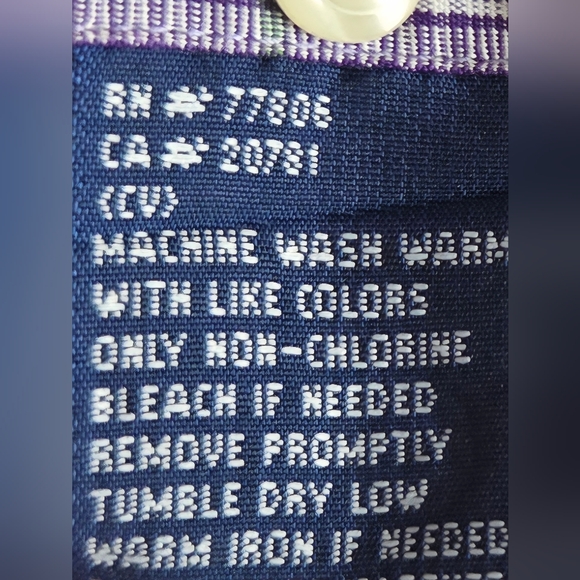 RN # 77806
CA # 20781
(CV)
MACHINE WASH WARM
WITH LIKE COLORS
ONLY NON-CHLORINE
BLEACH IF NEEDED
REMOVE PROMPTLY
TUMBLE DRY LOW
WARM IRON IF NEEDED